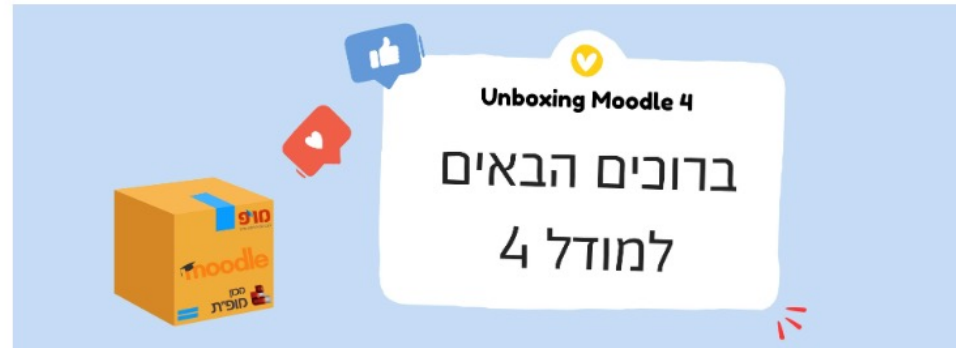 Unboxing Moodle 4
ברוכים הבאים
למודל 4
מופ"ת
moodle
מכון
מופ"ת